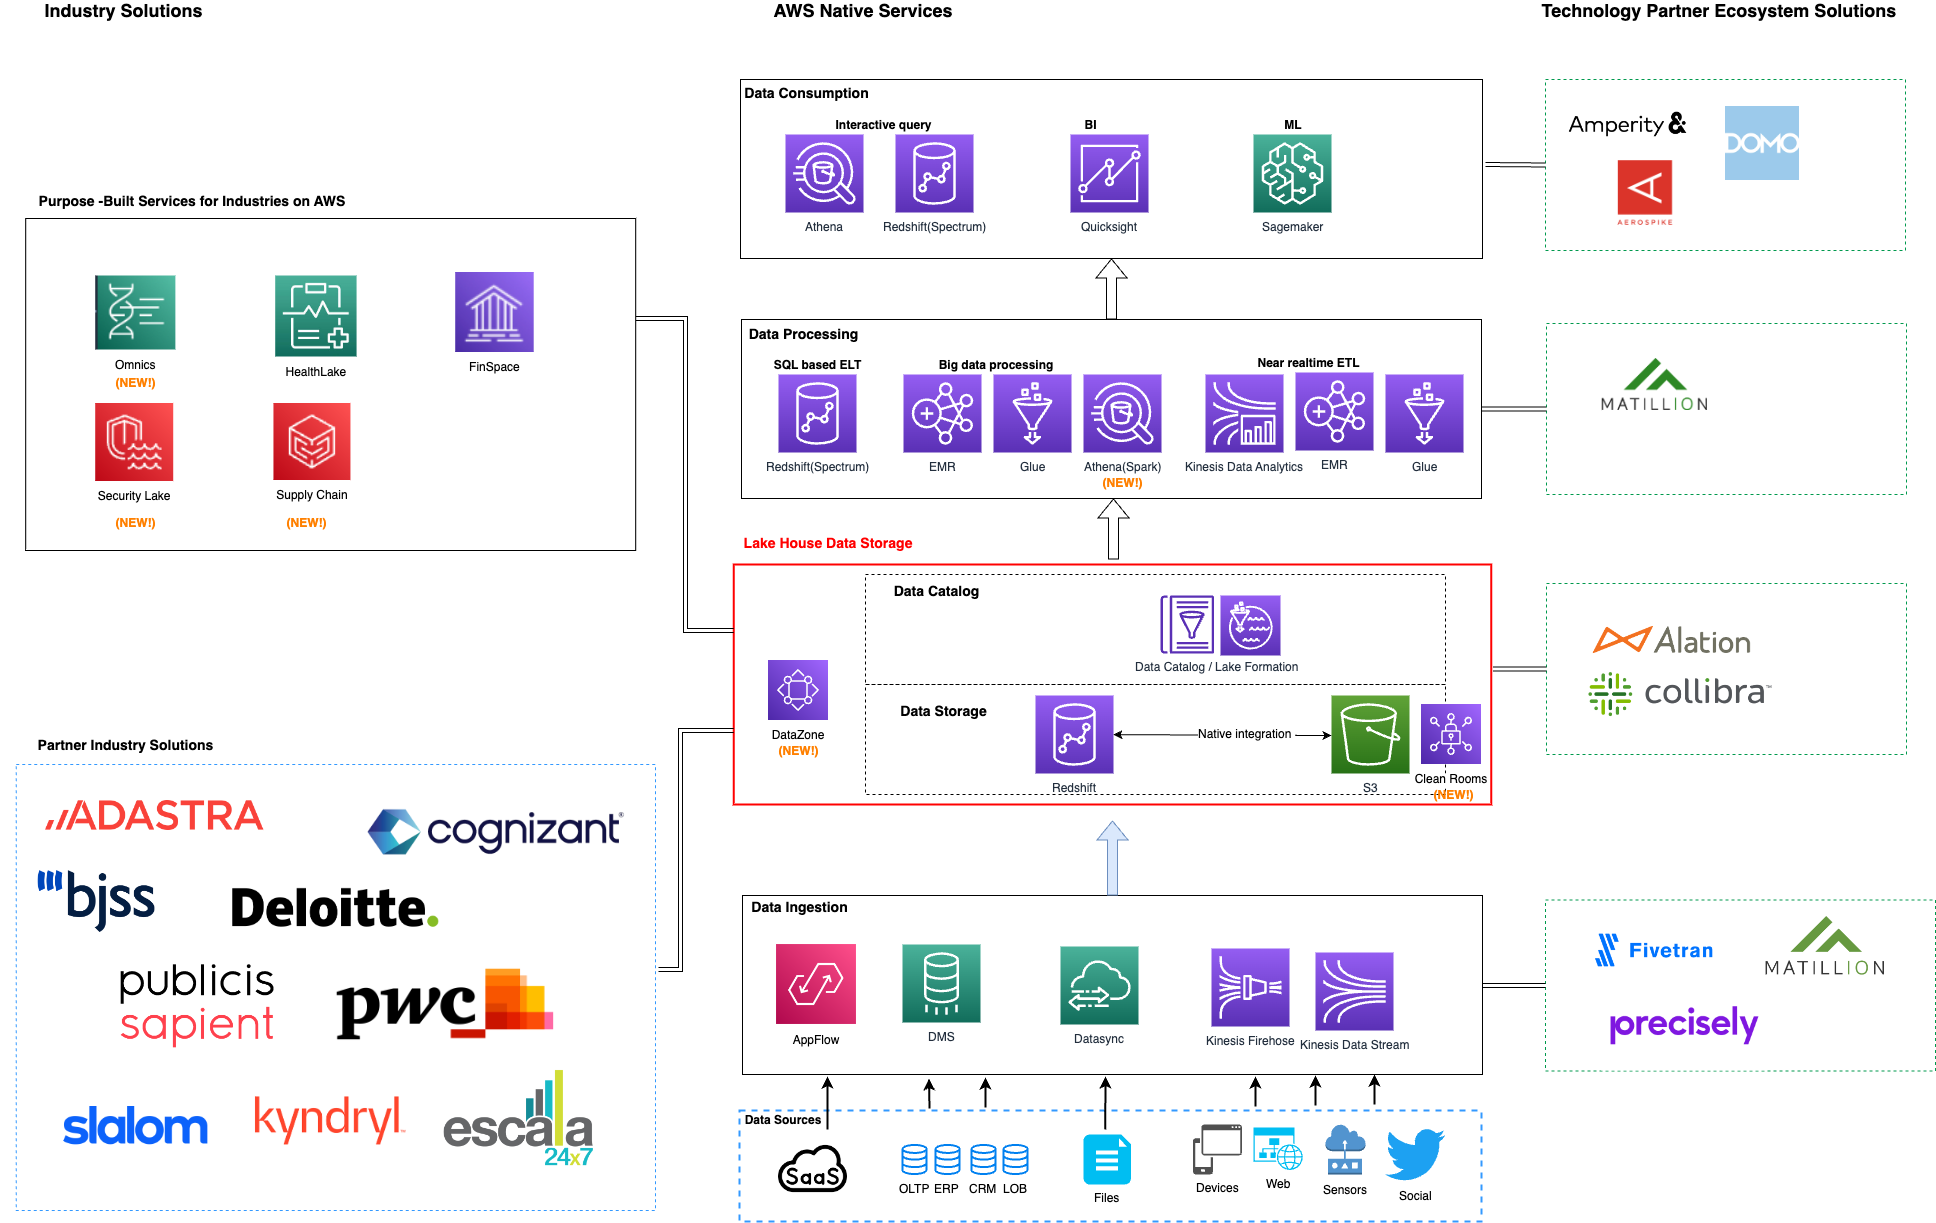 Industry Solutions
AWS Native Services
Technology Partner Ecosystem Solutions
Purpose -Built Services for Industries on AWS
Omnics
(NEW!)
HealthLake
FinSpace
Security Lake
(NEW!)
Supply Chain
(NEW!)
Partner Industry Solutions
ADASTRA
cognizant®
bjss
Deloitte.
publicis
sapient
pwc
slalom
kyndryl
escala
24x7
Data Consumption
Interactive query
BI
ML
Athena
Redshift(Spectrum)
Quicksight
Sagemaker
Data Processing
SQL based ELT
Big data processing
Near realtime ETL
Redshift(Spectrum)
EMR
Glue
Athena(Spark)
(NEW!)
Kinesis Data Analytics
EMR
Glue
Lake House Data Storage
Data Catalog
Data Catalog / Lake Formation
DataZone
(NEW!)
Data Storage
Redshift
Native integration
S3
Clean Rooms
(NEW!)
Data Ingestion
AppFlow
DMS
Datasync
Kinesis Firehose
Kinesis Data Stream
Data Sources
SaaS
OLTP
ERP
CRM
LOB
Files
Devices
Web
Sensors
Social
Amperity &
DOMO
AEROSPIKE
MATILLION
Alation
collibra™
Fivetran
MATILLION
precisely